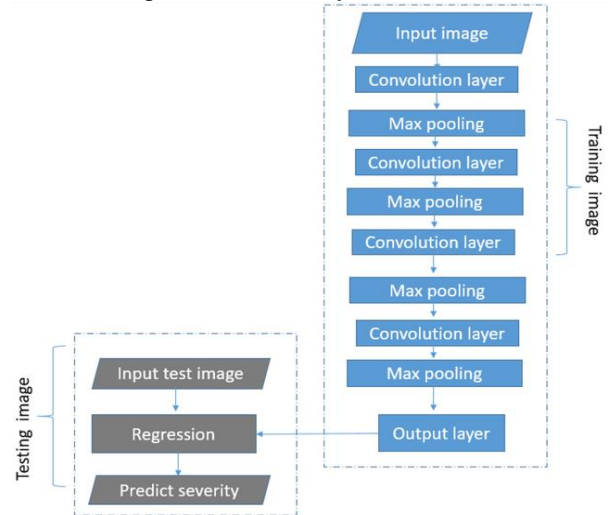 Input image
Convolution layer
Max pooling
Convolution layer
Max pooling
Convolution layer
Max pooling
Convolution layer
Max pooling
Output layer
Training image
Input test image
Regression
Predict severity
Testing image